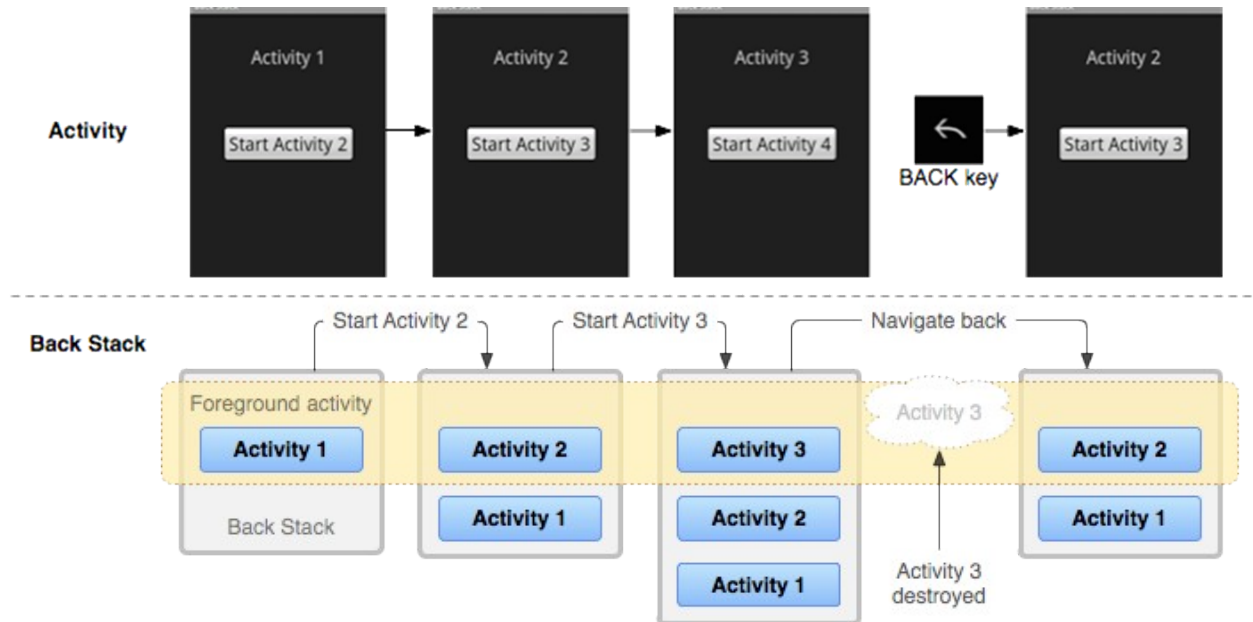 Activity 1
Activity 2
Activity 3
Activity 2
Activity
Start Activity 2
Start Activity 3
Start Activity 4
Start Activity 3
BACK key
Back Stack
Start Activity 2
Start Activity 3
Navigate back
Foreground activity
Activity 3
Activity 1
Activity 2
Activity 3
Activity 2
Back Stack
Activity 1
Activity 2
Activity 1
Activity 1
Activity 3
destroyed